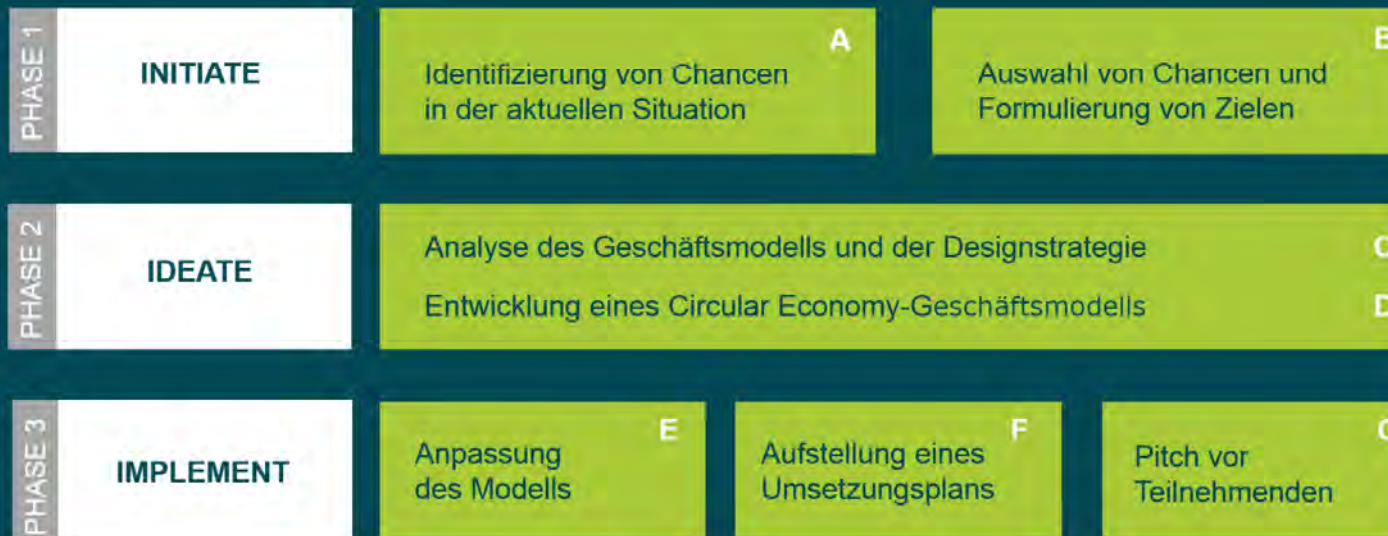 PHASE 1
INITIATE
A
Identifizierung von Chancen
in der aktuellen Situation
B
Auswahl von Chancen und
Formulierung von Zielen
PHASE 2
IDEATE
Analyse des Geschäftsmodells und der Designstrategie
C
Entwicklung eines Circular Economy-Geschäftsmodells
D
PHASE 3
IMPLEMENT
E
Anpassung
des Modells
F
Aufstellung eines
Umsetzungsplans
Pitch vor
Teilnehmenden